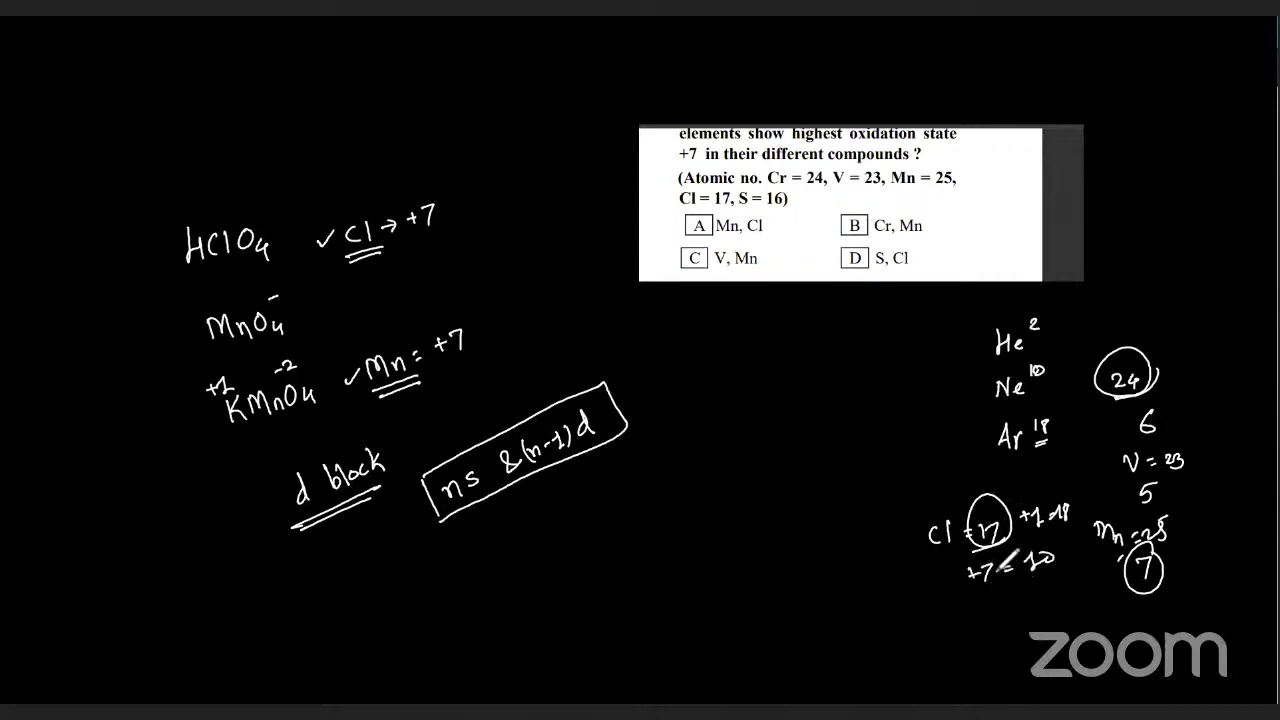 elements show highest oxidation state
+7 in their different compounds ?
(Atomic no. Cr = 24, V = 23, Mn = 25,
Cl = 17, S = 16)
A Mn, Cl
B Cr, Mn
C V, Mn
D S, Cl
HClO4 ✓ Cl → +7
MnO4⁻
+1 -2
KMnO4 ✓ Mn = +7
d block
ns & (n-1)d
He 2
Ne 10
Ar 18
24
6
V = 23
5
Mn = 25
7
Cl = 17 +1 = 18
+7 = 10
zoom